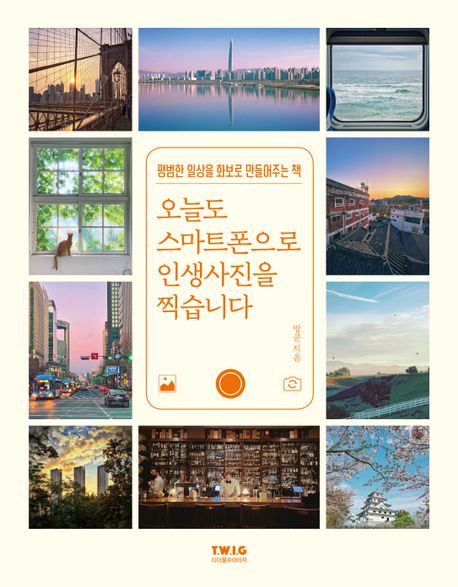 평범한 일상을 화보로 만들어주는 책
오늘도
스마트폰으로
인생사진을
찍습니다
방쿤 지음
T.W.I.G
티더블유아이지